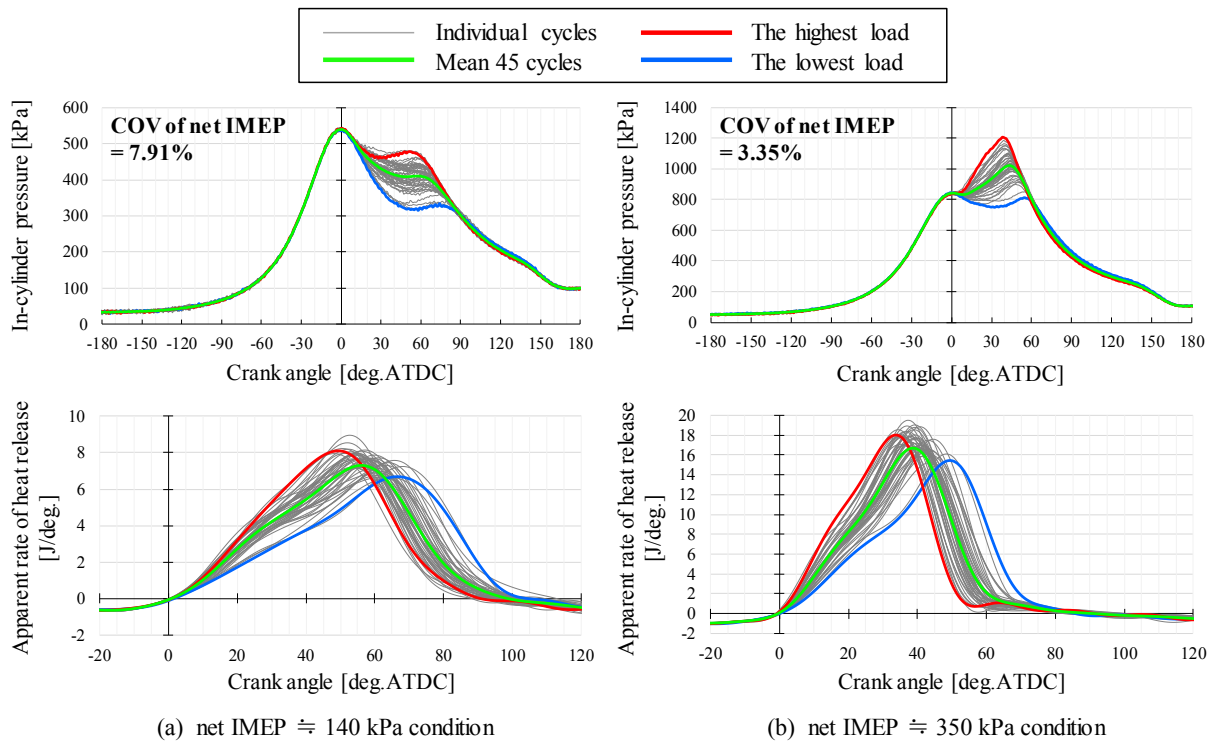 Individual cycles
The highest load
Mean 45 cycles
The lowest load
In-cylinder pressure [kPa]
600
500
400
300
200
100
0
COV of net IMEP
= 7.91%
-180 -150 -120 -90 -60 -30 0 30 60 90 120 150 180
Crank angle [deg.ATDC]
In-cylinder pressure [kPa]
1400
1200
1000
800
600
400
200
0
COV of net IMEP
= 3.35%
-180 -150 -120 -90 -60 -30 0 30 60 90 120 150 180
Crank angle [deg.ATDC]
Apparent rate of heat release
[J/deg.]
10
8
6
4
2
0
-2
-20 0 20 40 60 80 100 120
Crank angle [deg.ATDC]
(a) net IMEP ≒ 140 kPa condition
Apparent rate of heat release
[J/deg.]
20
18
16
14
12
10
8
6
4
2
0
-2
-20 0 20 40 60 80 100 120
Crank angle [deg.ATDC]
(b) net IMEP ≒ 350 kPa condition